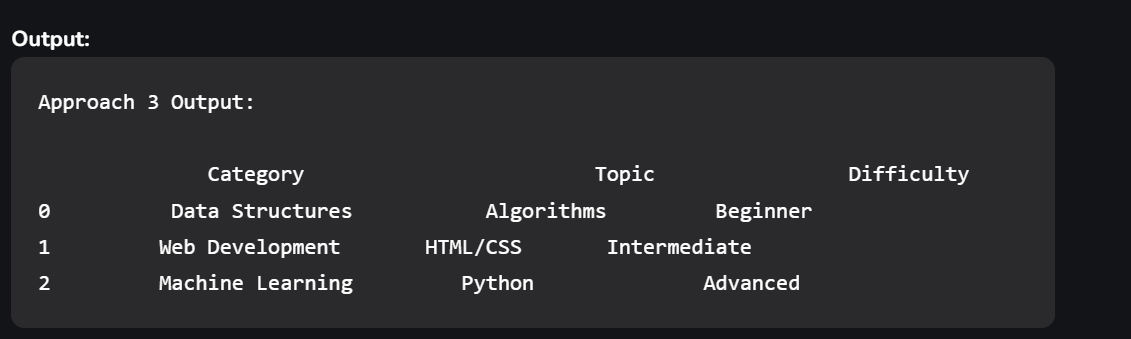 Output:
Approach 3 Output:
Category Topic Difficulty
0 Data Structures Algorithms Beginner
1 Web Development HTML/CSS Intermediate
2 Machine Learning Python Advanced